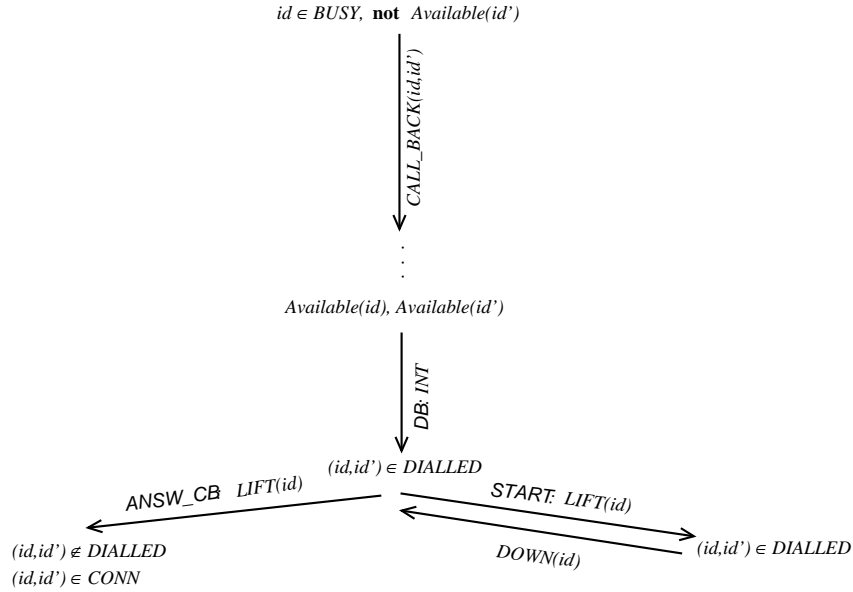 id ∈ BUSY, not Available(id')
CALL_BACK(id,id')
.
.
.
Available(id), Available(id')
DB: INT
(id,id') ∈ DIALLED
ANSW_CB: LIFT(id)
START: LIFT(id)
DOWN(id)
(id,id') ∉ DIALLED
(id,id') ∈ CONN
(id,id') ∈ DIALLED